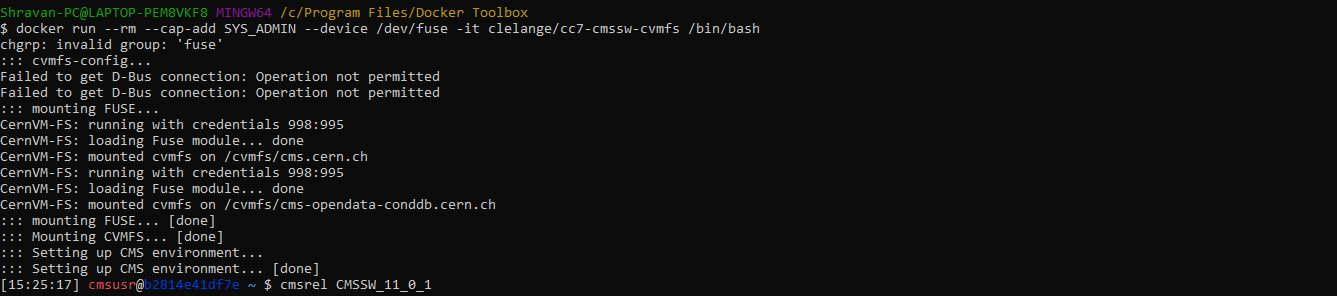 Shravan-PC@LAPTOP-PEM8VKF8 MINGW64 /c/Program Files/Docker Toolbox
$ docker run --rm --cap-add SYS_ADMIN --device /dev/fuse -it clelange/cc7-cmssw-cvmfs /bin/bash
chgrp: invalid group: 'fuse'
::: cvmfs-config...
Failed to get D-Bus connection: Operation not permitted
Failed to get D-Bus connection: Operation not permitted
::: mounting FUSE...
CernVM-FS: running with credentials 998:995
CernVM-FS: loading Fuse module... done
CernVM-FS: mounted cvmfs on /cvmfs/cms.cern.ch
CernVM-FS: running with credentials 998:995
CernVM-FS: loading Fuse module... done
CernVM-FS: mounted cvmfs on /cvmfs/cms-opendata-conddb.cern.ch
::: mounting FUSE... [done]
::: Mounting CVMFS... [done]
::: Setting up CMS environment...
::: Setting up CMS environment... [done]
[15:25:17] cmsusr@b2814e41df7e ~ $ cmsrel CMSSW_11_0_1